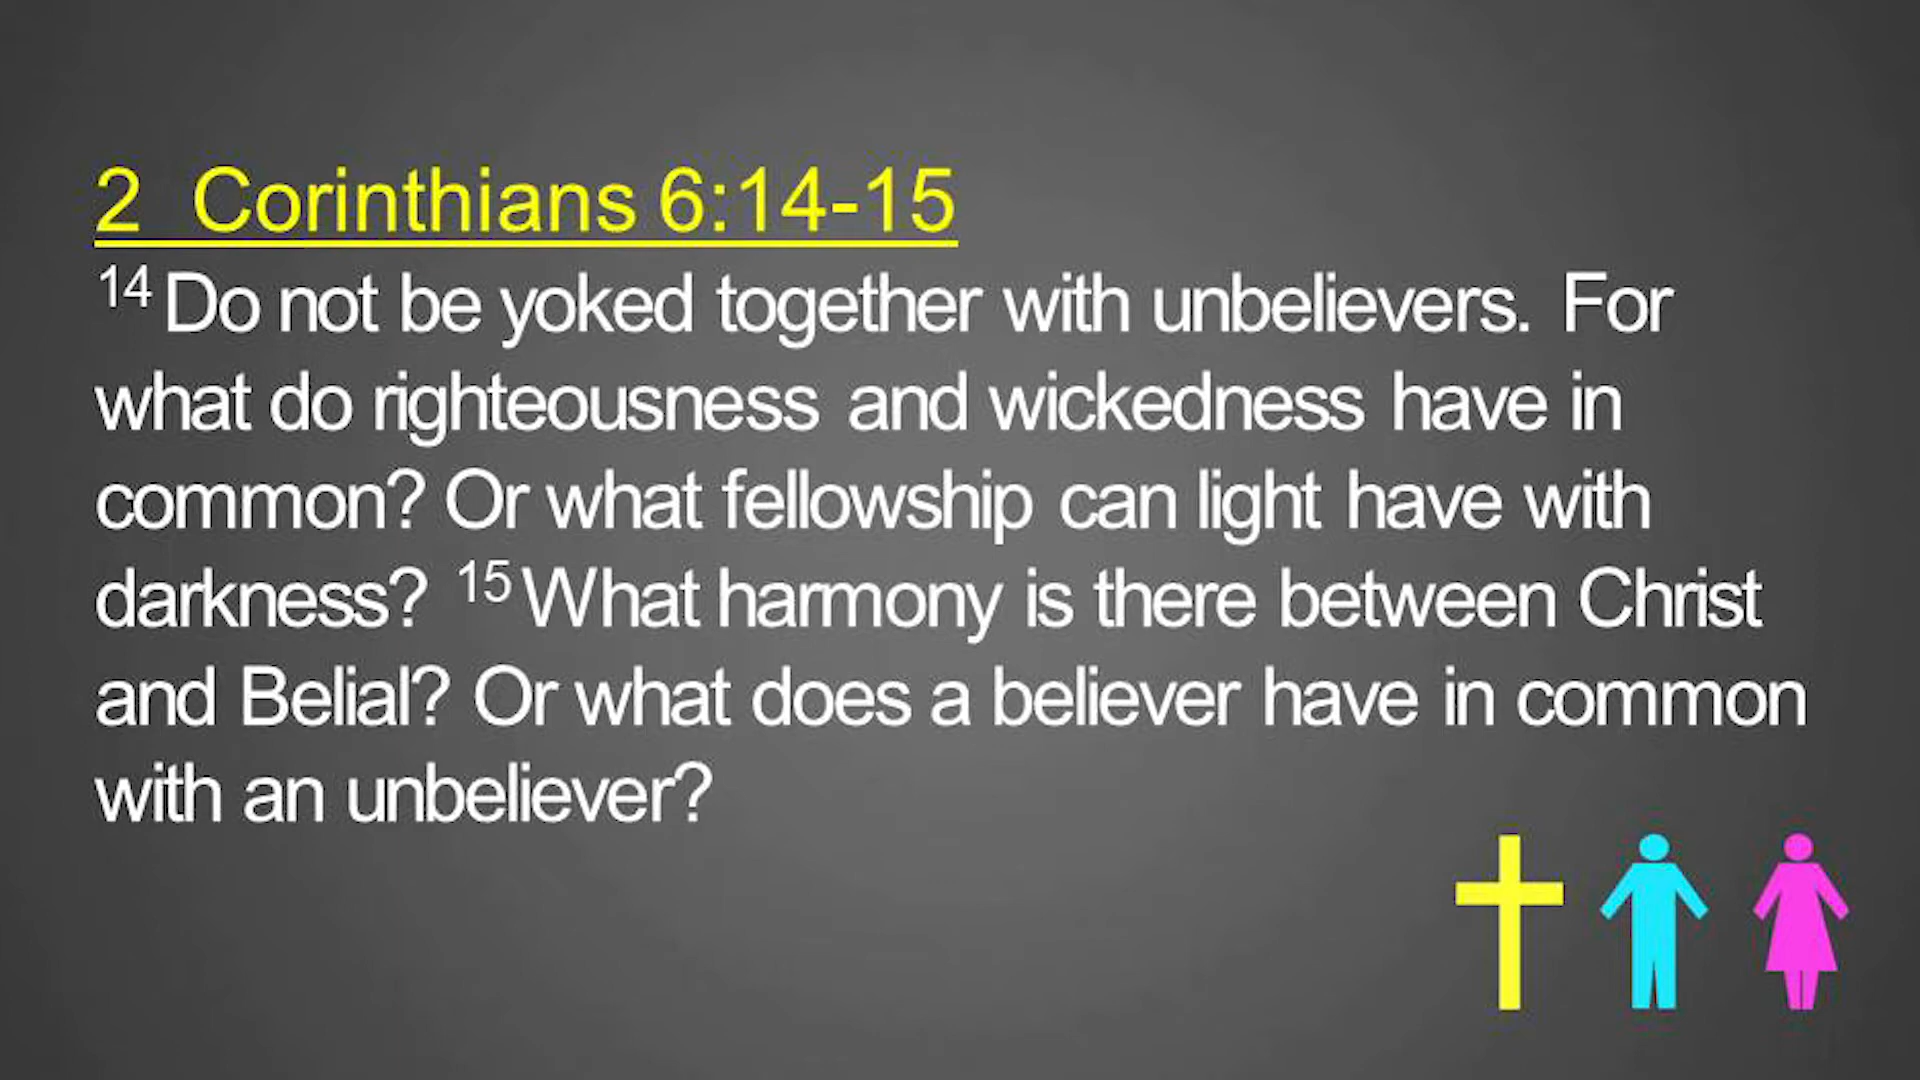 2 Corinthians 6:14-15
14 Do not be yoked together with unbelievers. For
what do righteousness and wickedness have in
common? Or what fellowship can light have with
darkness? 15 What harmony is there between Christ
and Belial? Or what does a believer have in common
with an unbeliever?